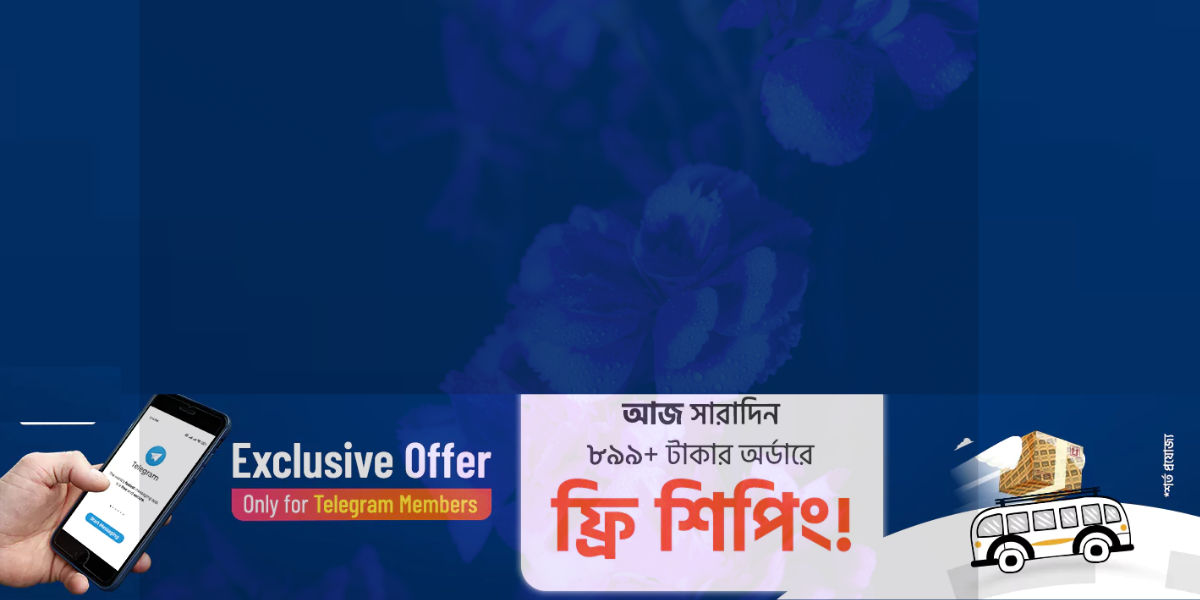 Telegram
Start Messaging
Exclusive Offer
Only for Telegram Members
আজ সারাদিন
৮৯৯+ টাকার অর্ডারে
ফ্রি শিপিং!
*শর্ত প্রযোজ্য